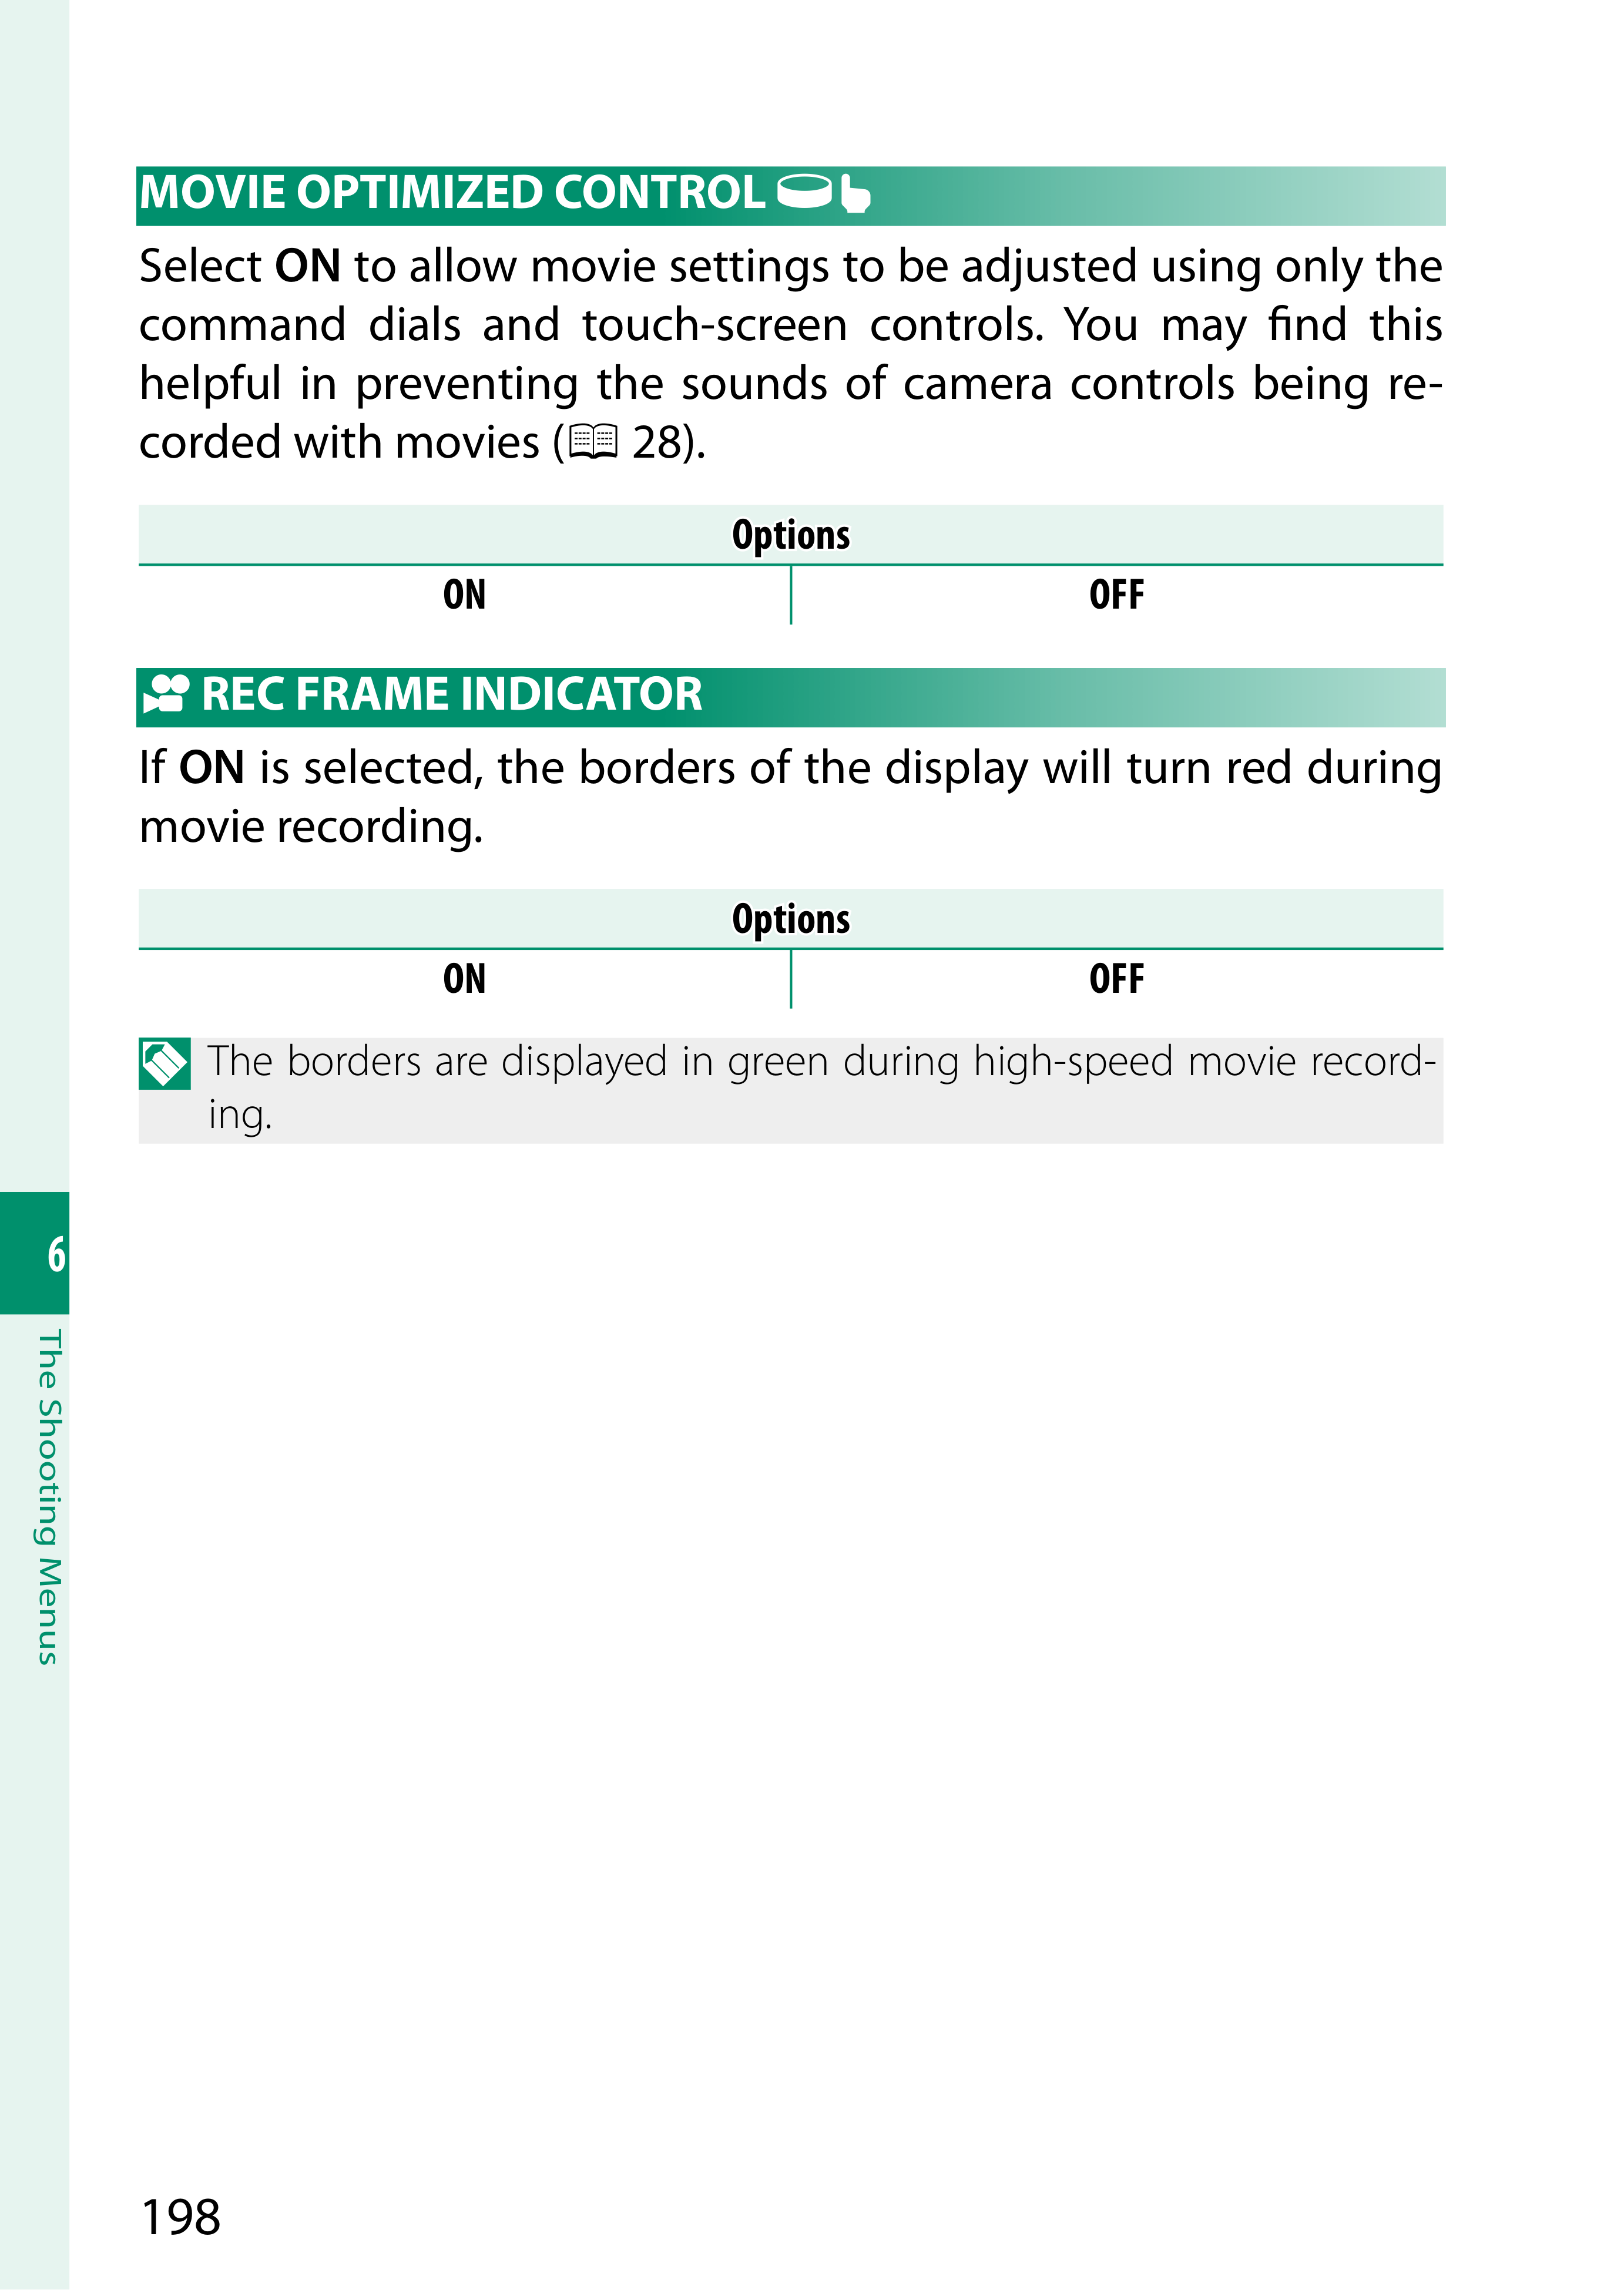 MOVIE OPTIMIZED CONTROL
Select ON to allow movie settings to be adjusted using only the
command dials and touch-screen controls. You may find this
helpful in preventing the sounds of camera controls being re-
corded with movies ( 28).
Options
ON OFF
REC FRAME INDICATOR
If ON is selected, the borders of the display will turn red during
movie recording.
Options
ON OFF
The borders are displayed in green during high-speed movie record-
ing.
6
The Shooting Menus
198